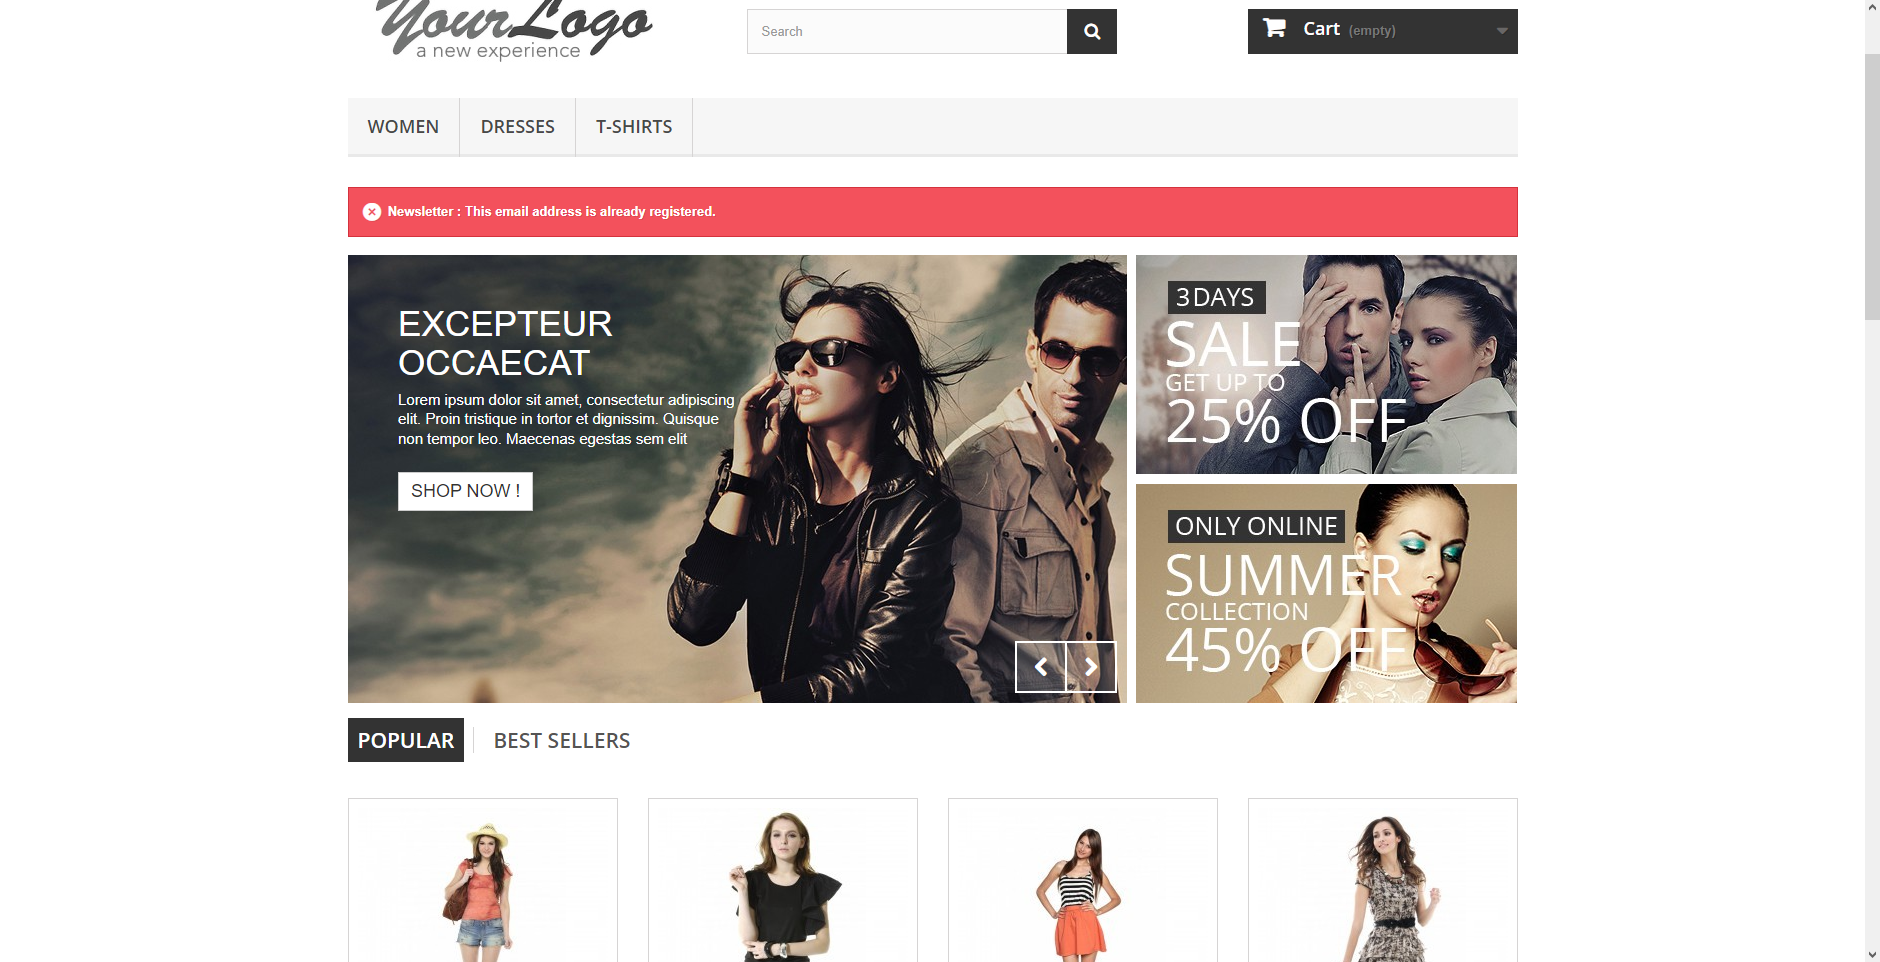 YourLogo
a new experience
Search
Cart (empty)
WOMEN
DRESSES
T-SHIRTS
Newsletter : This email address is already registered.
EXCEPTEUR
OCCAECAT
Lorem ipsum dolor sit amet, consectetur adipiscing
elit. Proin tristique in tortor et dignissim. Quisque
non tempor leo. Maecenas egestas sem elit
SHOP NOW !
3 DAYS
SALE
GET UP TO
25% OFF
ONLY ONLINE
SUMMER
COLLECTION
45% OFF
POPULAR
BEST SELLERS